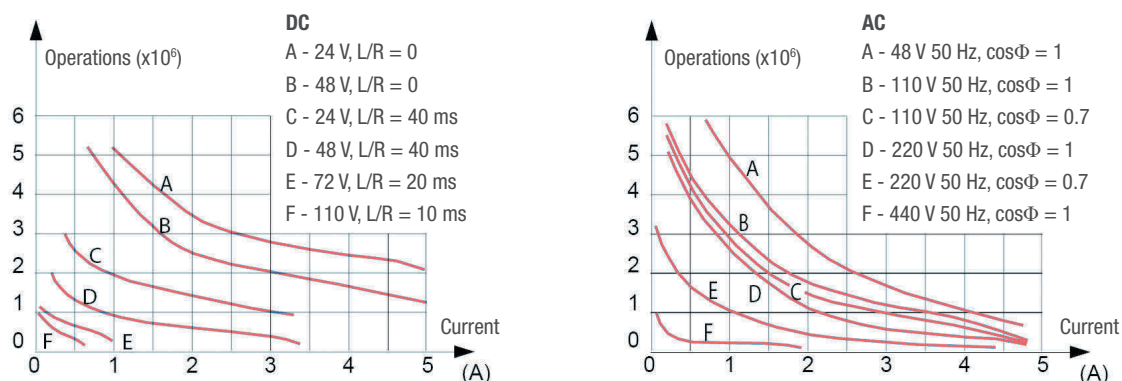 DC
Operations (x10⁶)
A - 24 V, L/R = 0
B - 48 V, L/R = 0
C - 24 V, L/R = 40 ms
D - 48 V, L/R = 40 ms
E - 72 V, L/R = 20 ms
F - 110 V, L/R = 10 ms
6
5
4
3
2
1
0
A
B
C
D
E
F
Current
(A)
0
1
2
3
4
5
AC
Operations (x10⁶)
A - 48 V 50 Hz, cosΦ = 1
B - 110 V 50 Hz, cosΦ = 1
C - 110 V 50 Hz, cosΦ = 0.7
D - 220 V 50 Hz, cosΦ = 1
E - 220 V 50 Hz, cosΦ = 0.7
F - 440 V 50 Hz, cosΦ = 1
6
5
4
3
2
1
0
A
B
C
D
E
F
Current
(A)
0
1
2
3
4
5